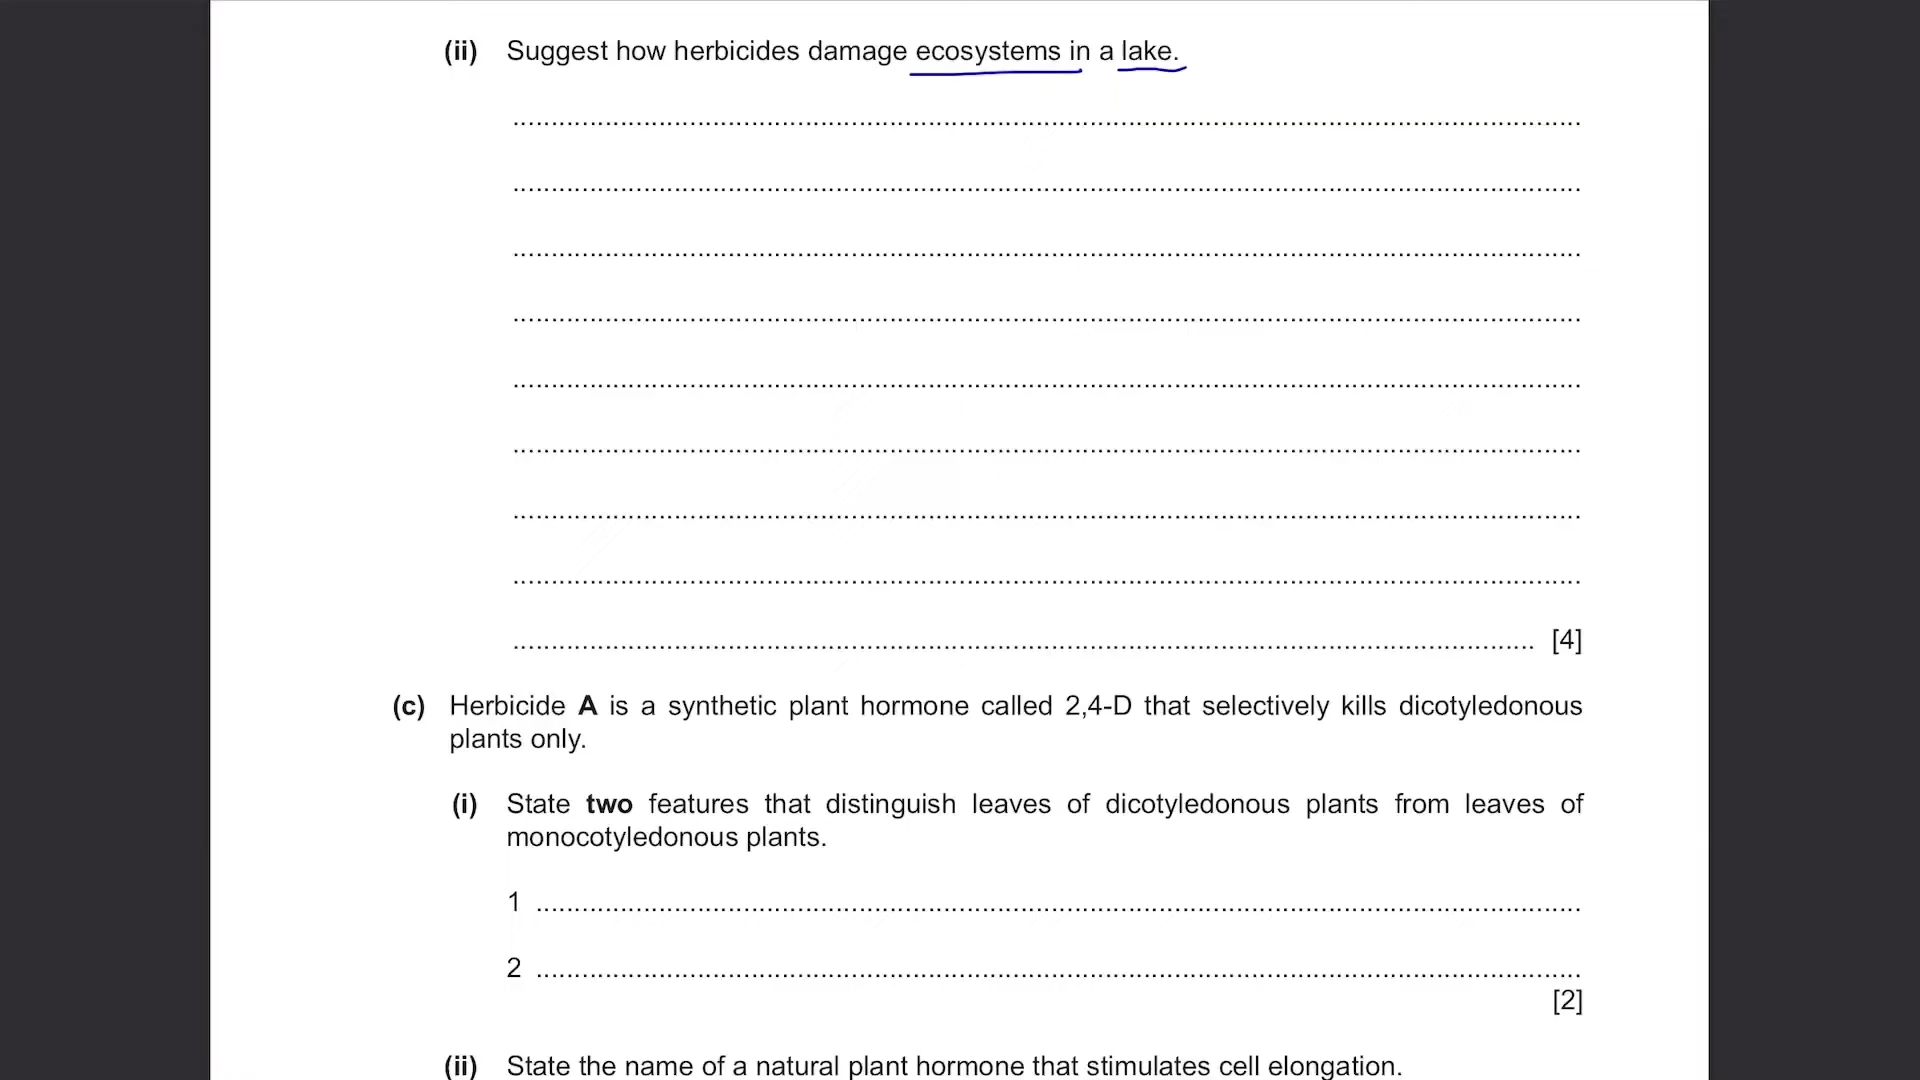 (ii) Suggest how herbicides damage ecosystems in a lake.
[4]
(c) Herbicide A is a synthetic plant hormone called 2,4-D that selectively kills dicotyledonous
plants only.
(i) State two features that distinguish leaves of dicotyledonous plants from leaves of
monocotyledonous plants.
1
2
[2]
(ii) State the name of a natural plant hormone that stimulates cell elongation.